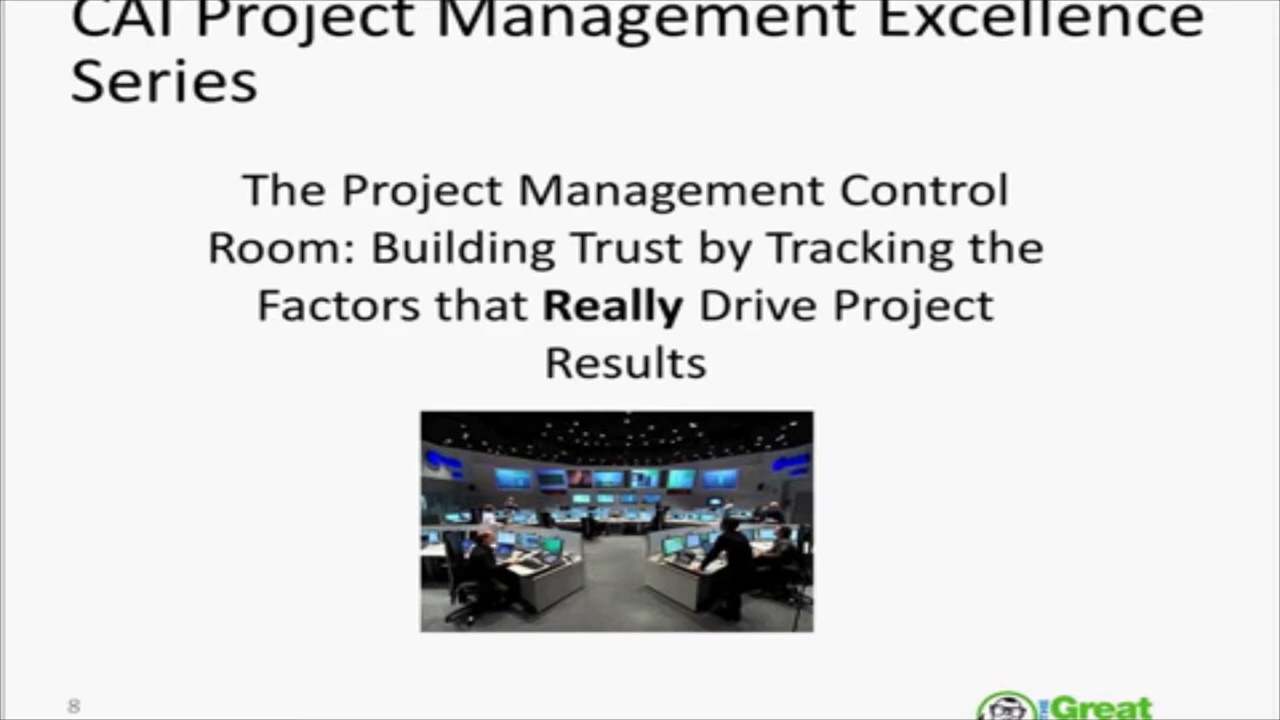 CAI Project Management Excellence
Series
The Project Management Control
Room: Building Trust by Tracking the
Factors that Really Drive Project
Results
8
THE Great